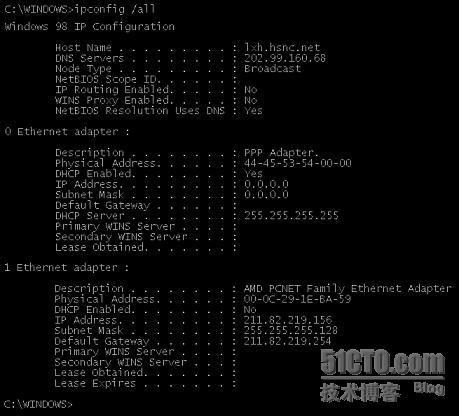 C:\WINDOWS>ipconfig /all
Windows 98 IP Configuration
Host Name . . . . . . . . . : lxh.hsnc.net
DNS Servers . . . . . . . . : 202.99.160.68
Node Type . . . . . . . . . : Broadcast
NetBIOS Scope ID. . . . . . :
IP Routing Enabled. . . . . : No
WINS Proxy Enabled. . . . . : No
NetBIOS Resolution Uses DNS : Yes
0 Ethernet adapter :
Description . . . . . . . . : PPP Adapter.
Physical Address. . . . . . : 44-45-53-54-00-00
DHCP Enabled. . . . . . . . : Yes
IP Address. . . . . . . . . : 0.0.0.0
Subnet Mask . . . . . . . . : 0.0.0.0
Default Gateway . . . . . . :
DHCP Server . . . . . . . . : 255.255.255.255
Primary WINS Server . . . . :
Secondary WINS Server . . . :
Lease Obtained. . . . . . . :
1 Ethernet adapter :
Description . . . . . . . . : AMD PCNET Family Ethernet Adapter
Physical Address. . . . . . : 00-0C-29-1E-BA-59
DHCP Enabled. . . . . . . . : No
IP Address. . . . . . . . . : 211.82.219.156
Subnet Mask . . . . . . . . : 255.255.255.128
Default Gateway . . . . . . : 211.82.219.254
Primary WINS Server . . . . :
Secondary WINS Server . . . :
Lease Obtained. . . . . . . :
Lease Expires . . . . . . . :
C:\WINDOWS>
51CTO.com
技术博客 Blog